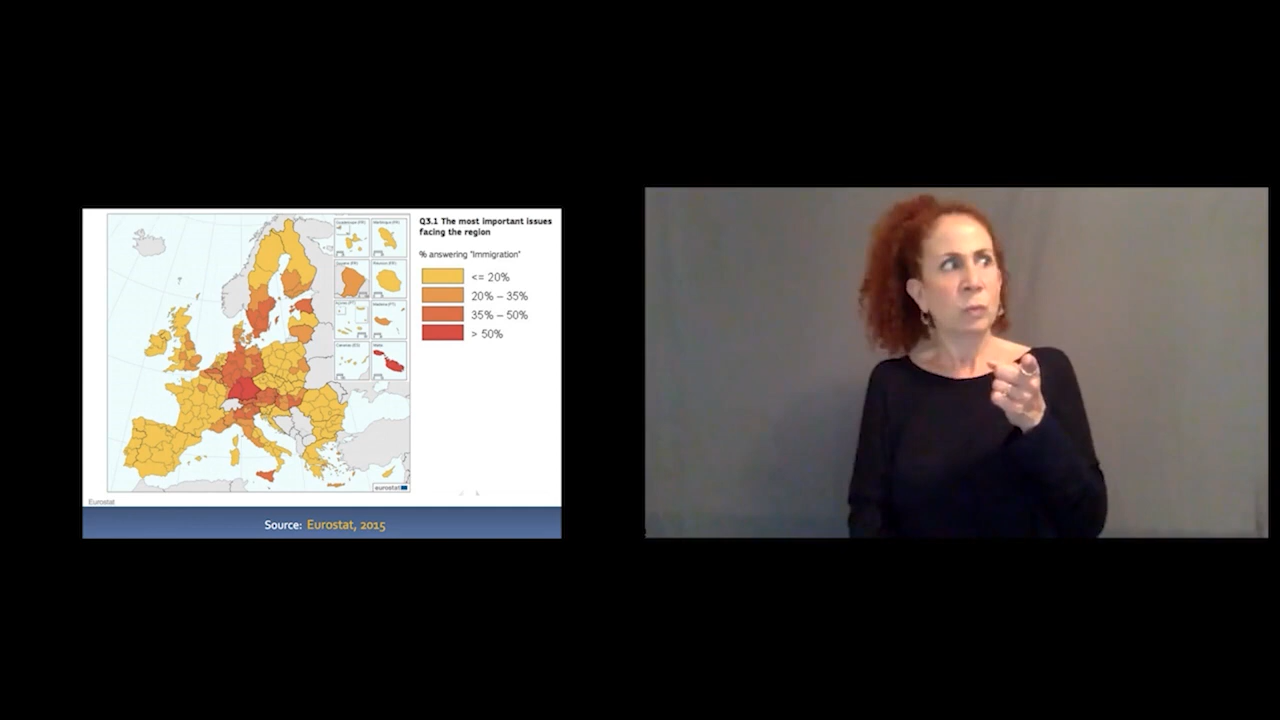 Q3.1 The most important issues
facing the region
% answering "Immigration"
<= 20%
20% – 35%
35% – 50%
> 50%
eurostat
Eurostat
Source: Eurostat, 2015